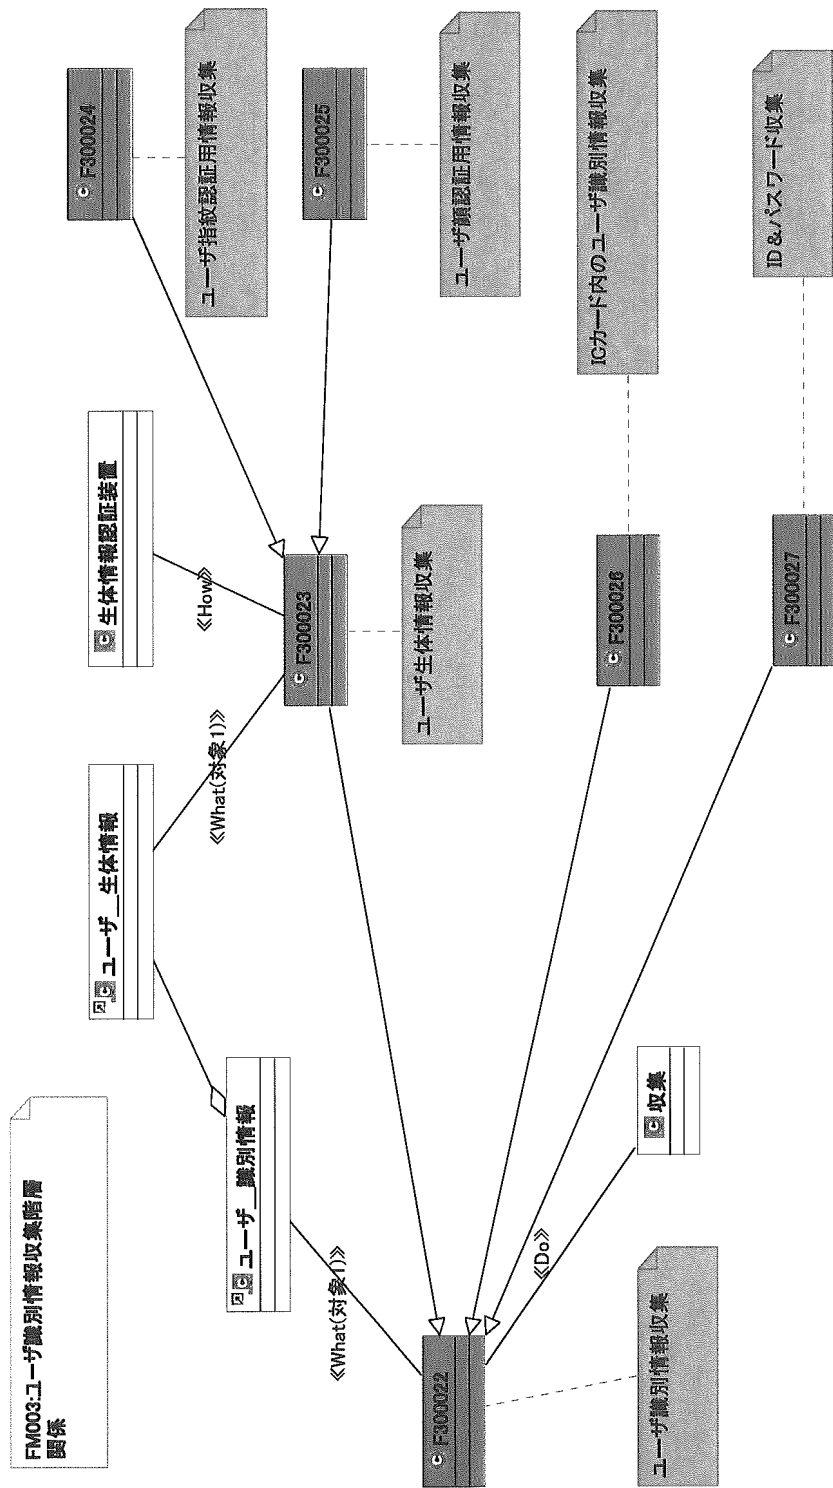 FM003:ユーザ識別情報収集階層
関係
C ユーザ__識別情報
C ユーザ__生体情報
C 生体情報認証装置
《What(対象1)》
《What(対象1)》
《How》
《Do》
C F300022
ユーザ識別情報収集
C 収集
C F300023
ユーザ生体情報収集
C F300024
ユーザ指紋認証用情報収集
C F300025
ユーザ顔認証用情報収集
C F300026
ICカード内のユーザ識別情報収集
C F300027
ID＆パスワード収集